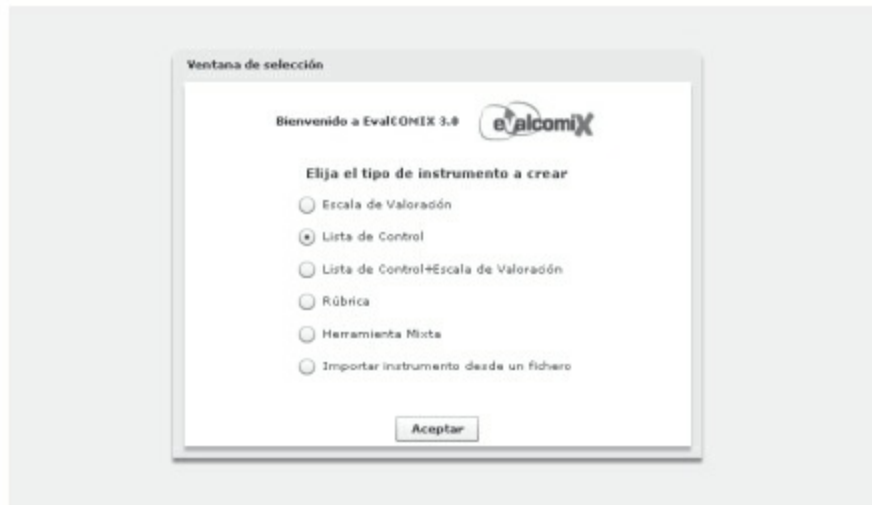 Ventana de selección
Bienvenido a EvalCOMIX 3.0
evalcomiX
Elija el tipo de instrumento a crear
Escala de Valoración
Lista de Control
Lista de Control+Escala de Valoración
Rúbrica
Herramienta Mixta
Importar instrumento desde un fichero
Aceptar